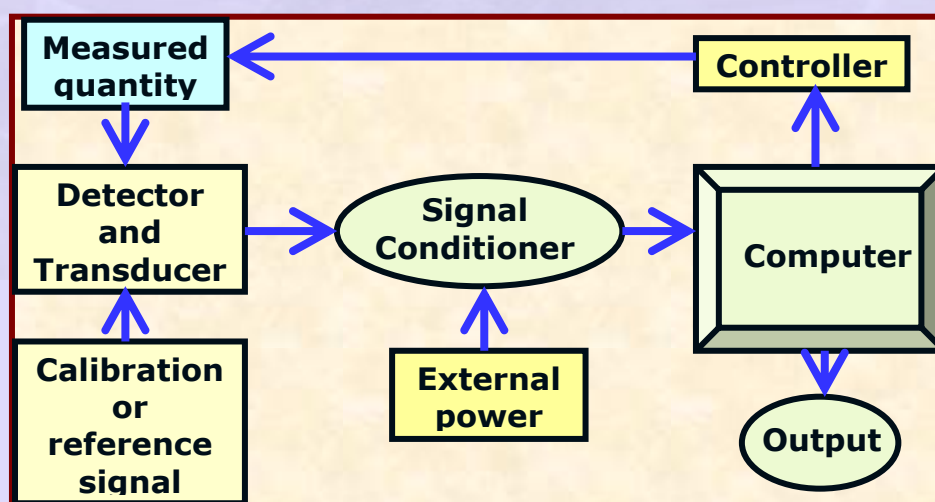 Measured
quantity
Controller
Detector
and
Transducer
Signal
Conditioner
Computer
Calibration
or
reference
signal
External
power
Output